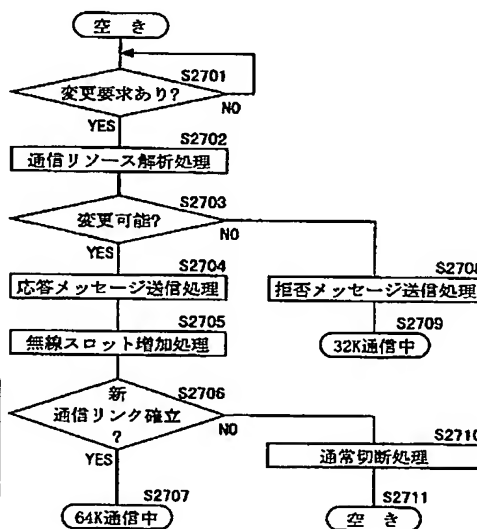 空き
S2701
変更要求あり?
NO
YES
S2702
通信リソース解析処理
S2703
変更可能?
NO
YES
S2704
応答メッセージ送信処理
S2708
拒否メッセージ送信処理
S2705
無線スロット増加処理
S2709
32K通信中
S2706
新
通信リンク確立
?
NO
YES
S2710
通常切断処理
S2707
64K通信中
S2711
空き